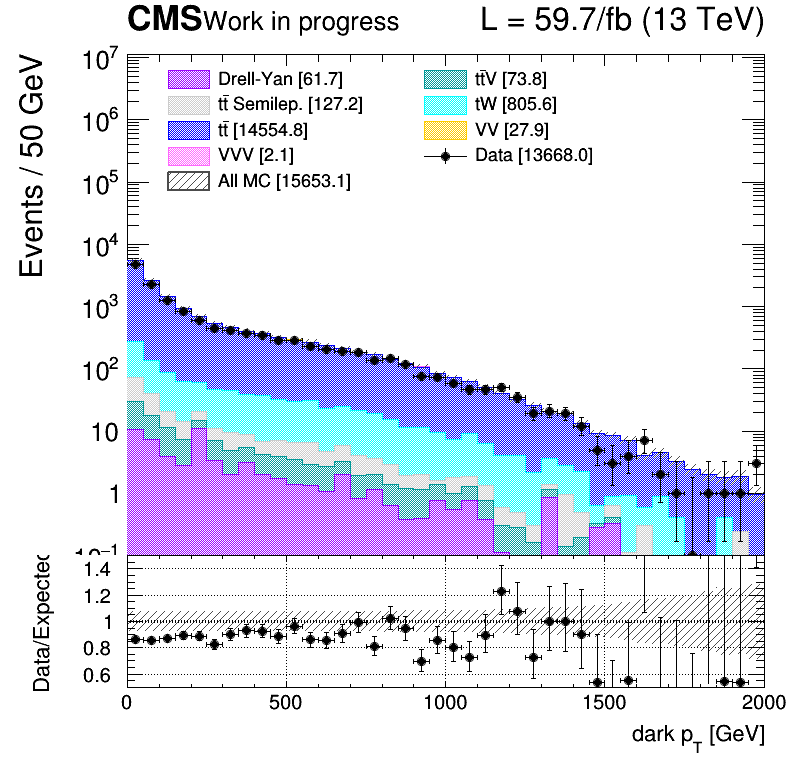 CMS Work in progress L = 59.7/fb (13 TeV)
Events / 50 GeV
10⁷
10⁶
10⁵
10⁴
10³
10²
10
1
10⁻¹
Drell-Yan [61.7]
tt̄ Semilep. [127.2]
tt̄ [14554.8]
VVV [2.1]
All MC [15653.1]
tt̄V [73.8]
tW [805.6]
VV [27.9]
Data [13668.0]
Data/Expected
1.4
1.2
1
0.8
0.6
0 500 1000 1500 2000
dark p_T [GeV]